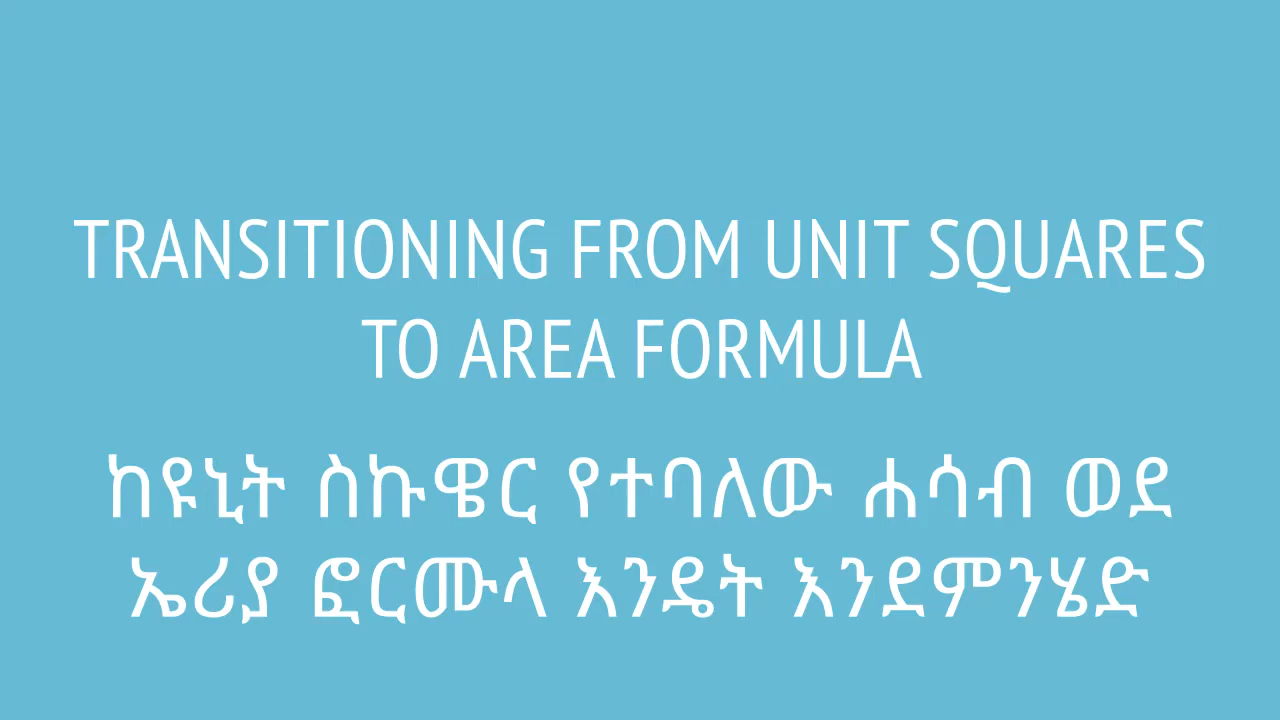 TRANSITIONING FROM UNIT SQUARES
TO AREA FORMULA
ከዩኒት ስኩዌር የተባለው ሐሳብ ወደ
ኤሪያ ፎርሙላ እንዴት እንደምንሄድ